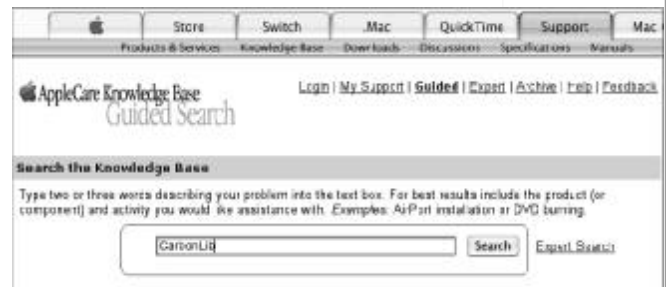 Store Switch .Mac QuickTime Support Mac
Products & Services Knowledge Base Downloads Discussions Specifications Manuals
AppleCare Knowledge Base Login | My Support | Guided | Expert | Archive | Help | Feedback
Guided Search
Search the Knowledge Base
Type two or three words describing your problem into the text box. For best results include the product (or
component) and activity you would like assistance with. Examples: AirPort installation or DVD burning.
CarbonLib Search Expert Search